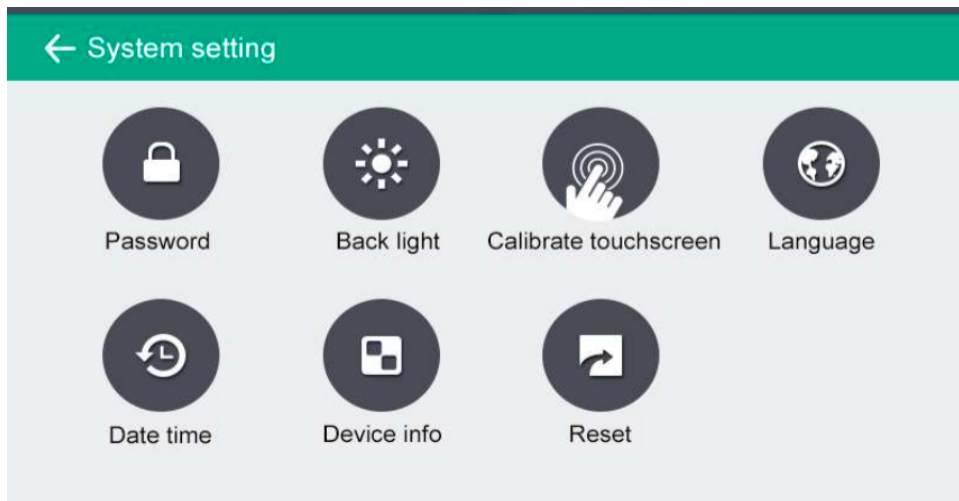 System setting
Password Back light Calibrate touchscreen Language
Date time Device info Reset